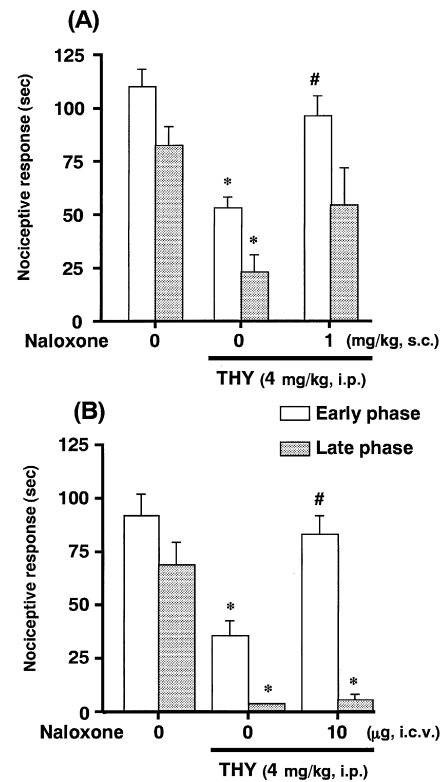 (A)
Nociceptive response (sec)
125
100
75
50
25
0
#
*
*
Naloxone 0 0 1 (mg/kg, s.c.)
THY (4 mg/kg, i.p.)
(B)
Early phase
Late phase
Nociceptive response (sec)
125
100
75
50
25
0
#
*
*
*
Naloxone 0 0 10 (μg, i.c.v.)
THY (4 mg/kg, i.p.)